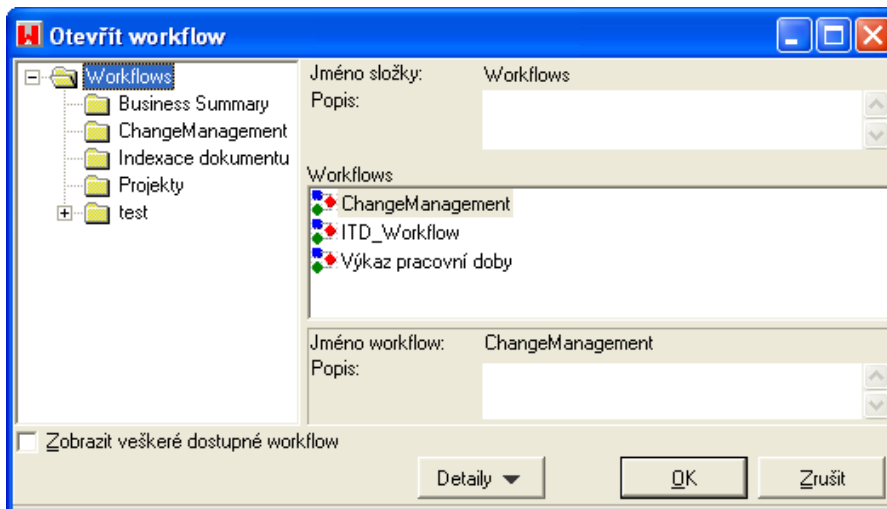 Otevřít workflow
Workflows
Business Summary
ChangeManagement
Indexace dokumentu
Projekty
test
Jméno složky: Workflows
Popis:
Workflows
ChangeManagement
ITD_Workflow
Výkaz pracovní doby
Jméno workflow: ChangeManagement
Popis:
Zobrazit veškeré dostupné workflow
Detaily
OK
Zrušit